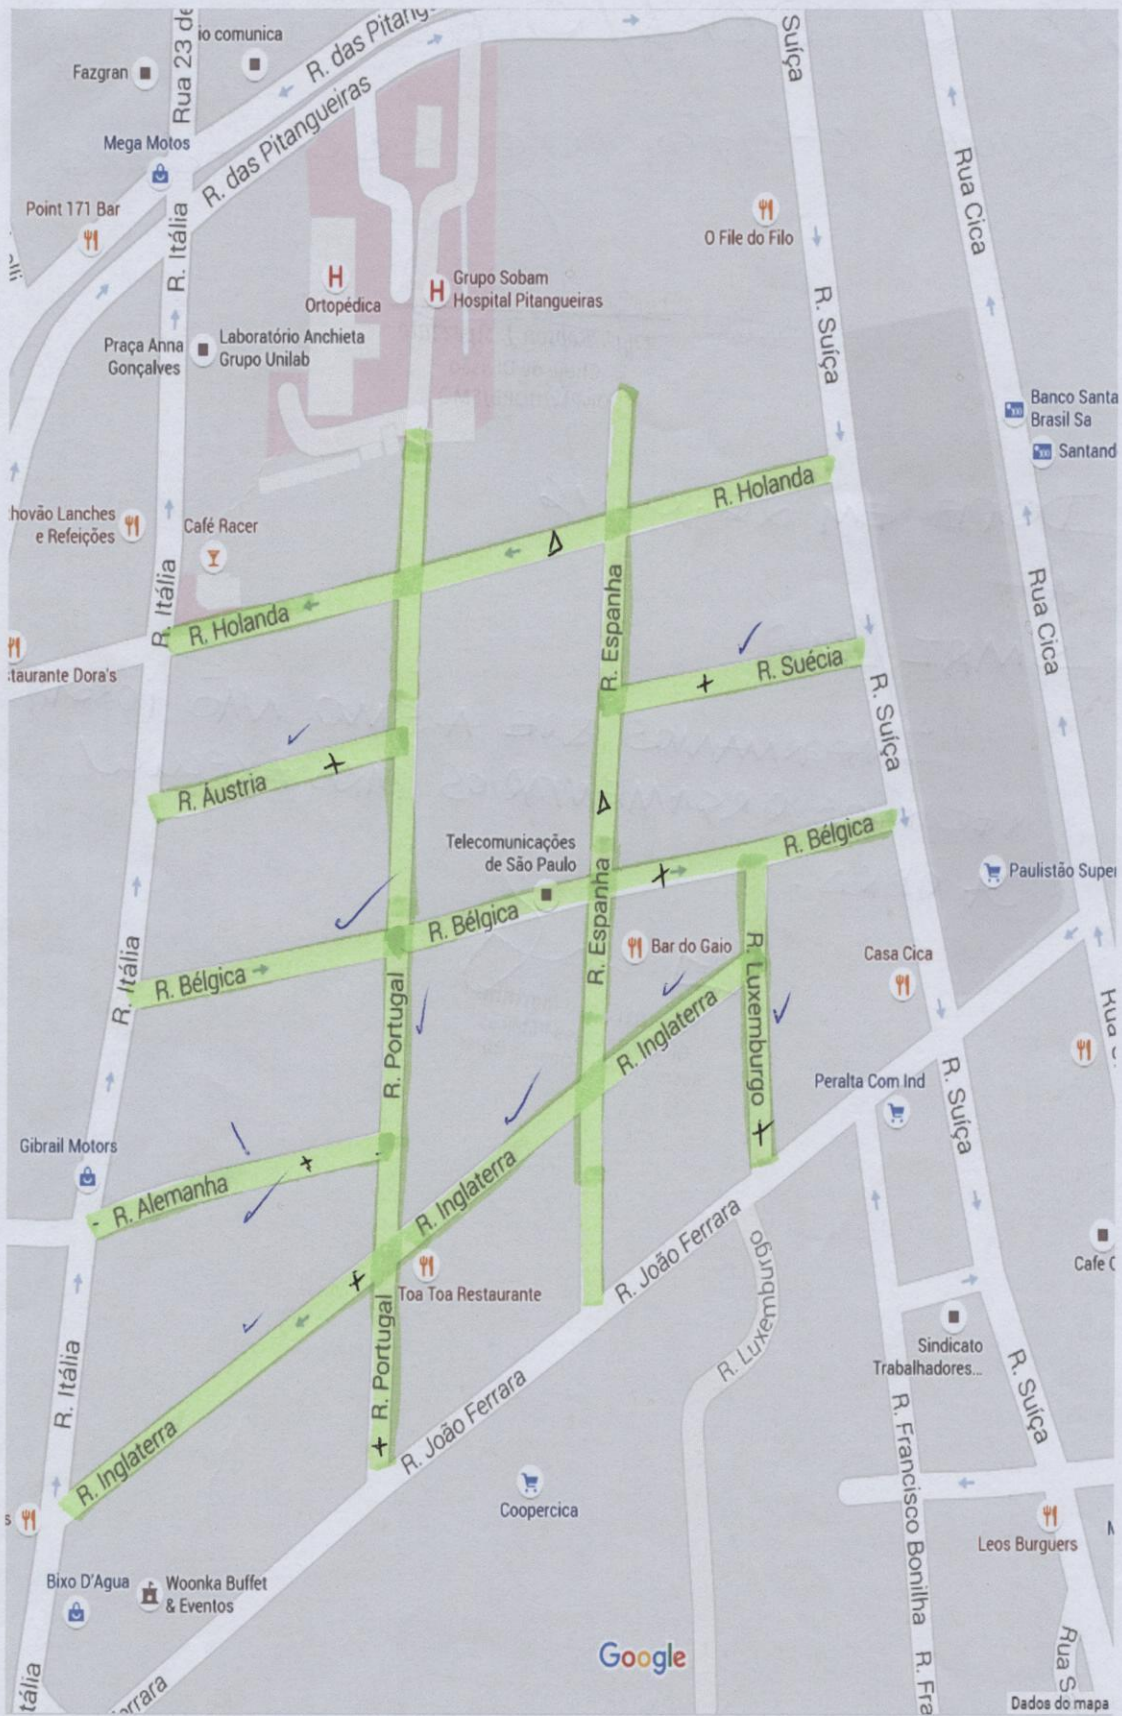 io comunica
R. das Pitang
Suíça
Rua 23 de
Fazgran
R. das Pitangueiras
Mega Motos
Rua Cica
Point 171 Bar
O File do Filo
R. Itália
elli
Ortopédica
Grupo Sobam
Hospital Pitangueiras
R. Suíça
Praça Anna
Gonçalves
Laboratório Anchieta
Grupo Unilab
Banco Santa
Brasil Sa
Santand
R. Holanda
hovão Lanches
e Refeições
Café Racer
R. Itália
R. Holanda
R. Espanha
Rua Cica
taurante Dora's
R. Suécia
R. Suíça
R. Áustria
Telecomunicações
de São Paulo
R. Bélgica
Paulistão Super
R. Bélgica
R. Espanha
Bar do Gaio
Casa Cica
R. Bélgica
R. Itália
R. Portugal
R. Luxemburgo
R. Inglaterra
Rua C
Peralta Com Ind
R. Suíça
Gibrail Motors
R. Alemanha
R. Inglaterra
R. João Ferrara
R. Luxemburgo
Cafe C
Toa Toa Restaurante
Sindicato
Trabalhadores...
R. Portugal
R. Itália
R. João Ferrara
R. Suíça
R. Inglaterra
R. Francisco Bonilha
Coopercica
s
Leos Burguers
Bixo D'Agua
Woonka Buffet
& Eventos
Google
Rua S
R. Fra
tália
errara
Dados do mapa